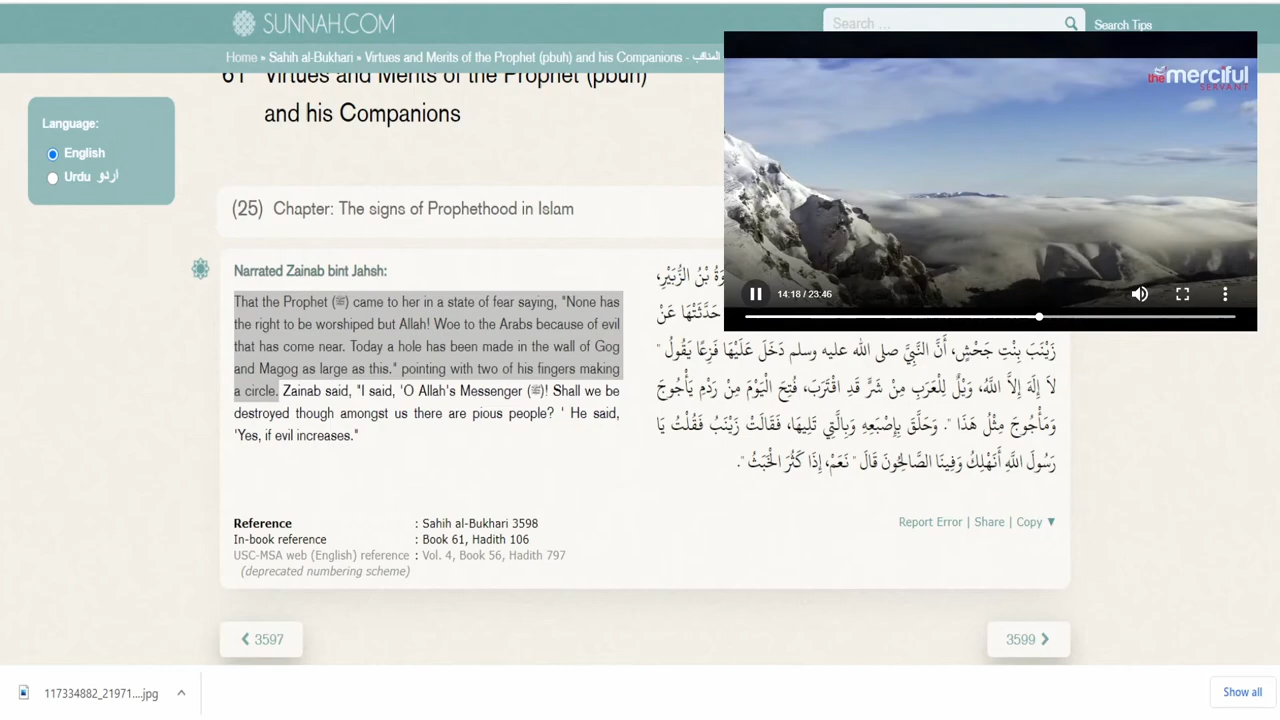 SUNNAH.COM
Search ...
Search Tips
Home » Sahih al-Bukhari » Virtues and Merits of the Prophet (pbuh) and his Companions - المناقب
61 Virtues and Merits of the Prophet (pbuh)
and his Companions
Language:
English
Urdu اردو
the merciful
SERVANT
14:18 / 23:46
(25) Chapter: The signs of Prophethood in Islam
Narrated Zainab bint Jahsh:
That the Prophet (ﷺ) came to her in a state of fear saying, "None has
the right to be worshiped but Allah! Woe to the Arabs because of evil
that has come near. Today a hole has been made in the wall of Gog
and Magog as large as this." pointing with two of his fingers making
a circle. Zainab said, "I said, 'O Allah's Messenger (ﷺ)! Shall we be
destroyed though amongst us there are pious people? ' He said,
'Yes, if evil increases."
بْنُ الزُّبَيْرِ،
حَدَّثَتْهَا عَنْ
زَيْنَبَ بِنْتِ جَحْشٍ، أَنَّ النَّبِيَّ صلى الله عليه وسلم دَخَلَ عَلَيْهَا فَزِعًا يَقُولُ "
لاَ إِلَهَ إِلاَّ اللَّهُ، وَيْلٌ لِلْعَرَبِ مِنْ شَرٍّ قَدِ اقْتَرَبَ، فُتِحَ الْيَوْمَ مِنْ رَدْمِ يَأْجُوجَ
وَمَأْجُوجَ مِثْلُ هَذَا ". وَحَلَّقَ بِإِصْبَعِهِ وَبِالَّتِي تَلِيهَا، فَقَالَتْ زَيْنَبُ فَقُلْتُ يَا
رَسُولَ اللَّهِ أَنَهْلِكُ وَفِينَا الصَّالِحُونَ قَالَ " نَعَمْ، إِذَا كَثُرَ الْخَبَثُ ".
Reference : Sahih al-Bukhari 3598
In-book reference : Book 61, Hadith 106
USC-MSA web (English) reference : Vol. 4, Book 56, Hadith 797
(deprecated numbering scheme)
Report Error | Share | Copy ▼
3597
3599
117334882_21971....jpg
Show all